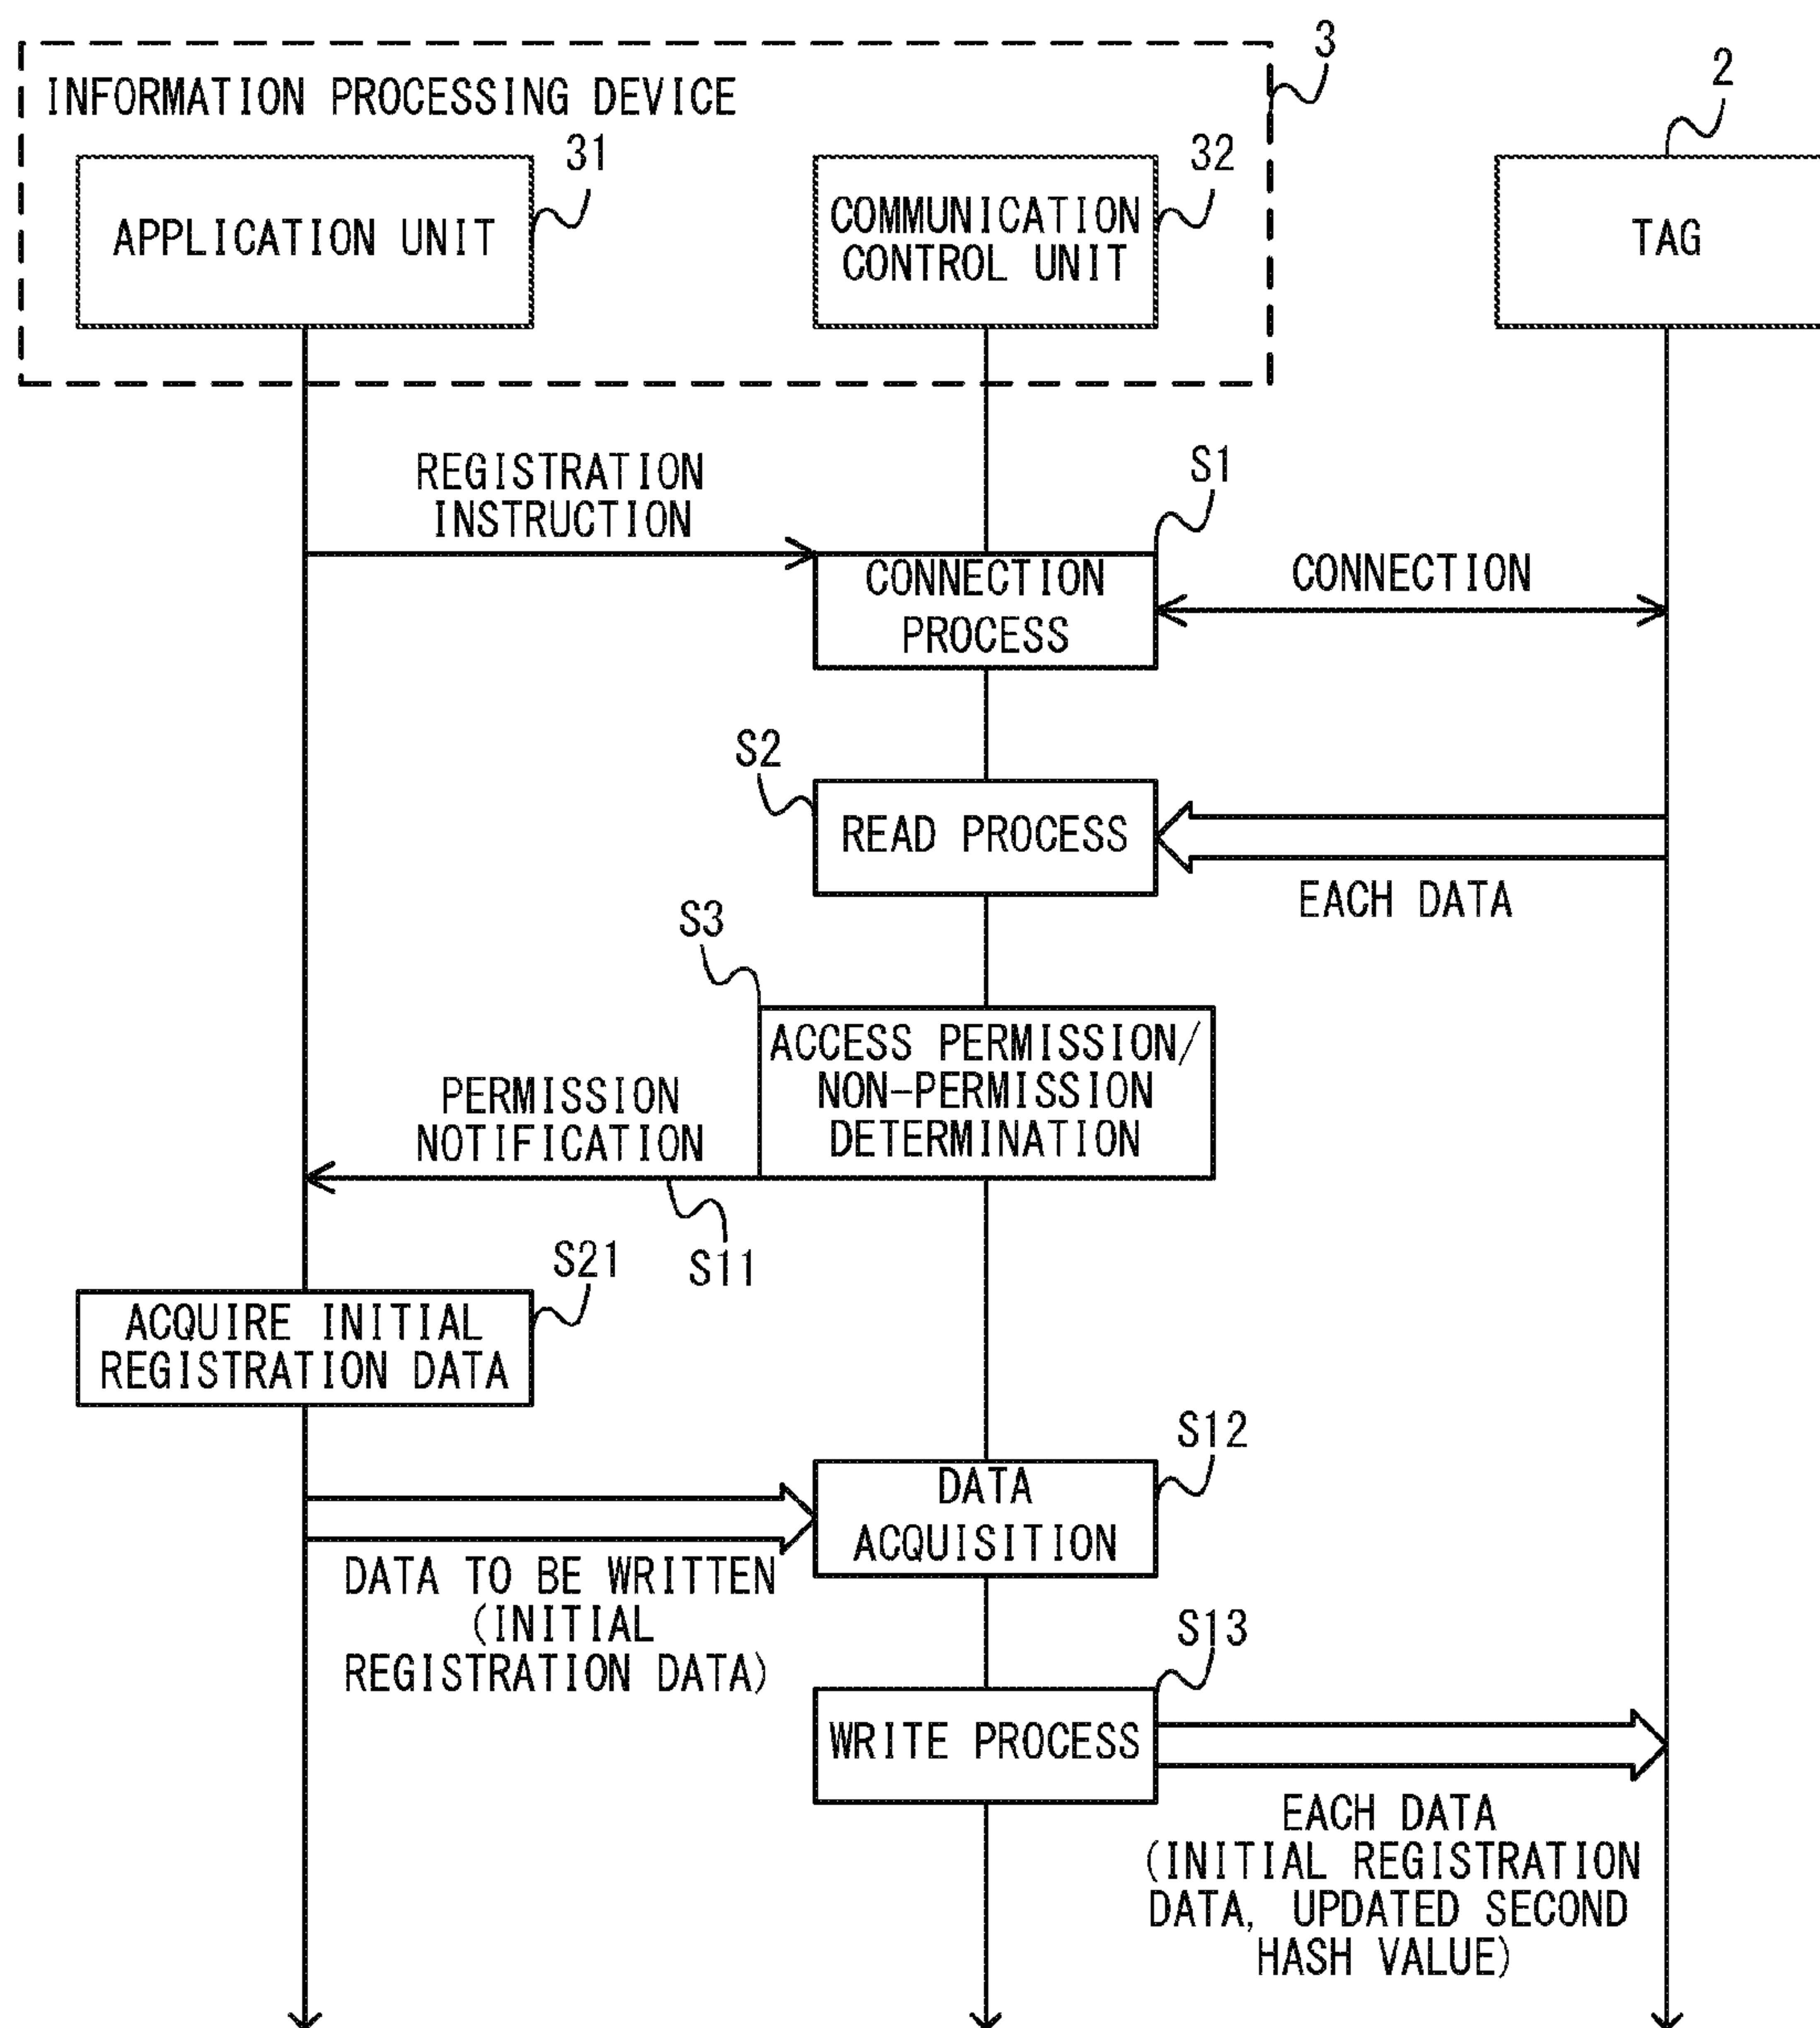 3
INFORMATION PROCESSING DEVICE
2
31
32
APPLICATION UNIT
COMMUNICATION
CONTROL UNIT
TAG
REGISTRATION
INSTRUCTION
S1
CONNECTION
PROCESS
CONNECTION
S2
READ PROCESS
EACH DATA
S3
ACCESS PERMISSION/
NON-PERMISSION
DETERMINATION
PERMISSION
NOTIFICATION
S11
S21
ACQUIRE INITIAL
REGISTRATION DATA
S12
DATA
ACQUISITION
DATA TO BE WRITTEN
(INITIAL
REGISTRATION DATA)
S13
WRITE PROCESS
EACH DATA
(INITIAL REGISTRATION
DATA, UPDATED SECOND
HASH VALUE)